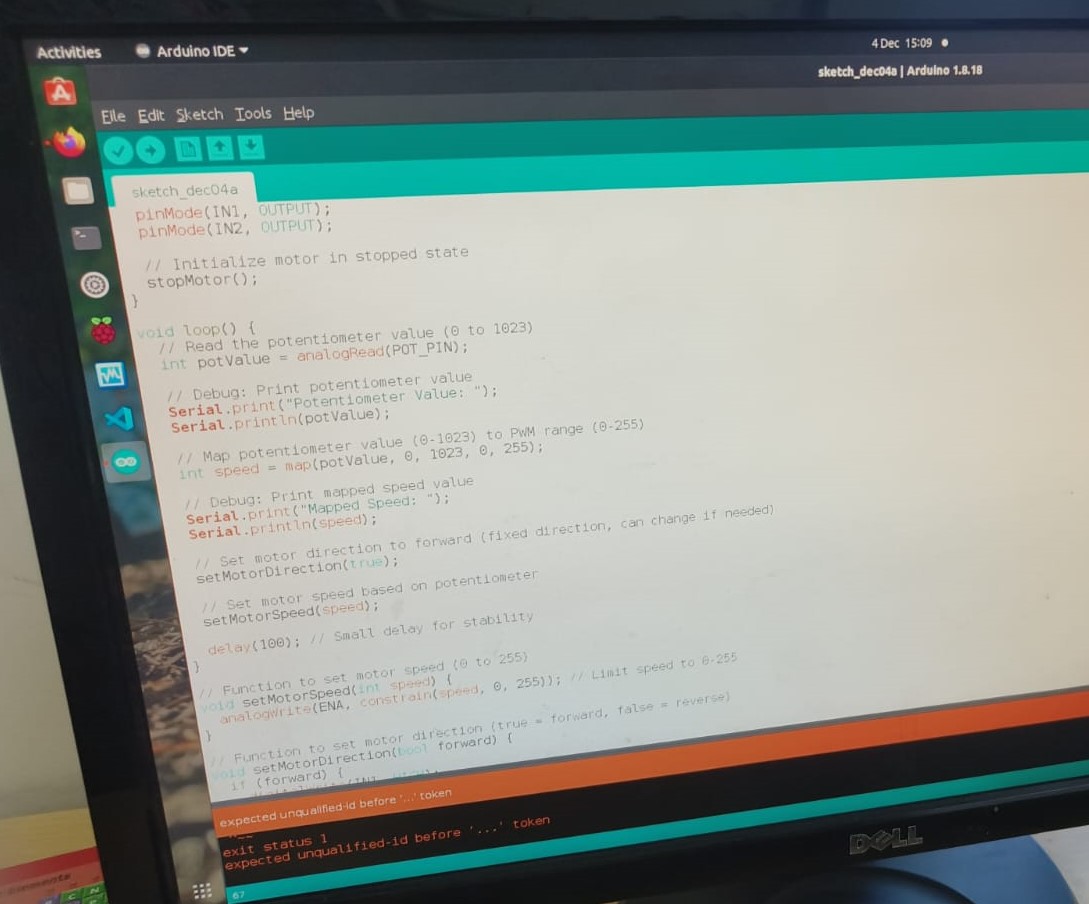 Activities
Arduino IDE
4 Dec 15:09
sketch_dec04a | Arduino 1.8.18
File Edit Sketch Tools Help
sketch_dec04a
pinMode(IN1, OUTPUT);
pinMode(IN2, OUTPUT);
// Initialize motor in stopped state
stopMotor();
}
void loop() {
// Read the potentiometer value (0 to 1023)
int potValue = analogRead(POT_PIN);
// Debug: Print potentiometer value
Serial.print("Potentiometer Value: ");
Serial.println(potValue);
// Map potentiometer value (0-1023) to PWM range (0-255)
int speed = map(potValue, 0, 1023, 0, 255);
// Debug: Print mapped speed value
Serial.print("Mapped Speed: ");
Serial.println(speed);
// Set motor direction to forward (fixed direction, can change if needed)
setMotorDirection(true);
// Set motor speed based on potentiometer
setMotorSpeed(speed);
delay(100); // Small delay for stability
}
// Function to set motor speed (0 to 255)
void setMotorSpeed(int speed) {
analogWrite(ENA, constrain(speed, 0, 255)); // Limit speed to 0-255
}
// Function to set motor direction (true = forward, false = reverse)
void setMotorDirection(bool forward) {
if (forward) {
expected unqualified-id before '...' token
exit status 1
expected unqualified-id before '...' token
67
DELL